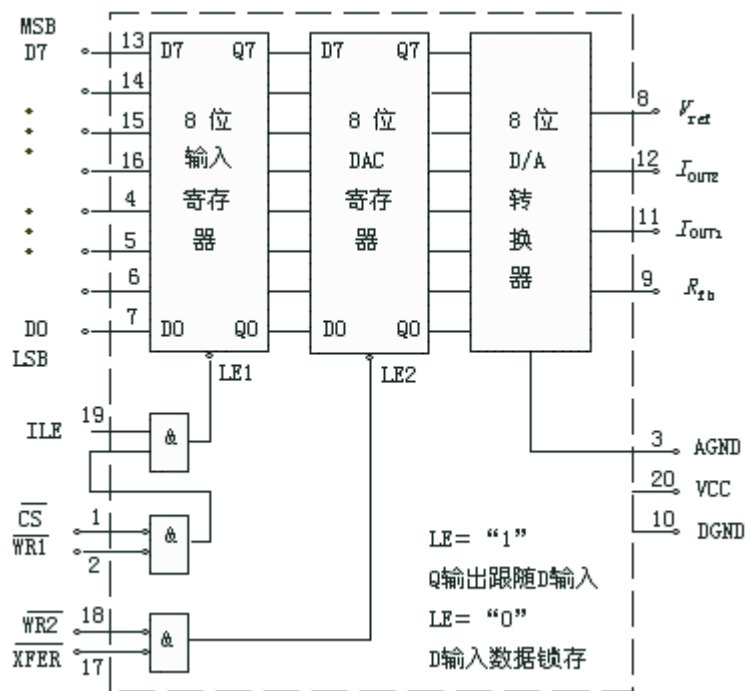 MSB
D7
13
14
15
16
4
5
6
7
D0
LSB
D7 Q7
8 位
输入
寄存
器
D0 Q0
LE1
D7 Q7
8 位
DAC
寄存
器
D0 Q0
LE2
8 位
D/A
转
换
器
8 Vref
12 IOUT2
11 IOUT1
9 Rfb
3 AGND
20 VCC
10 DGND
ILE 19
&
CS 1
WR1 2
&
WR2 18
XFER 17
&
LE= “1”
Q输出跟随D输入
LE= “0”
D输入数据锁存